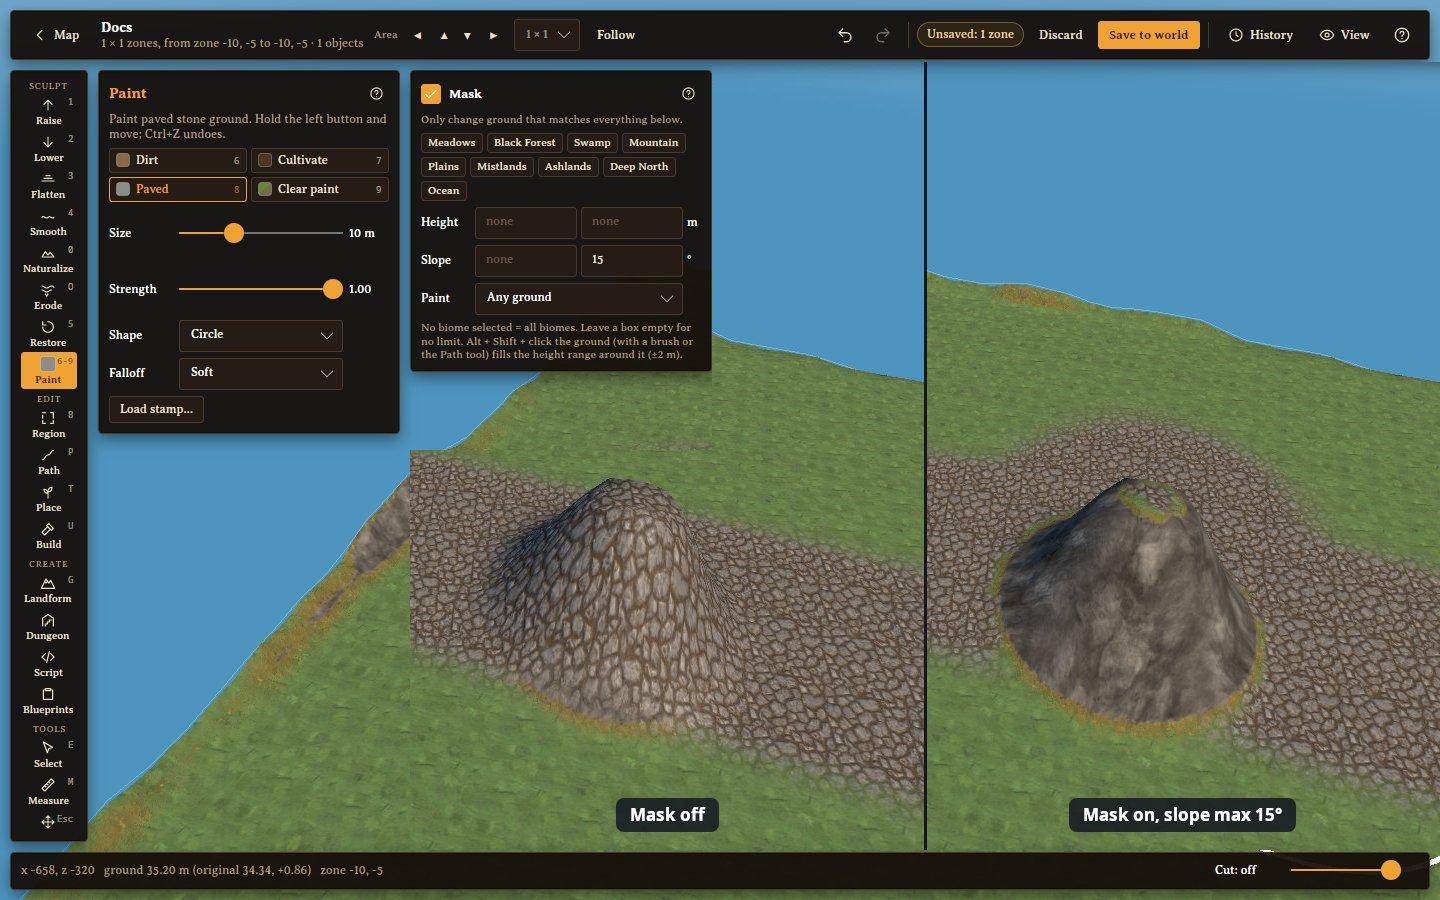 Map
Docs
1 × 1 zones, from zone -10, -5 to -10, -5 · 1 objects
Area
1 × 1
Follow
Unsaved: 1 zone
Discard
Save to world
History
View
SCULPT
Raise 1
Lower 2
Flatten 3
Smooth 4
Naturalize 0
Erode O
Restore 5
Paint 6-9
EDIT
Region B
Path P
Place T
Build U
CREATE
Landform G
Dungeon
Script
Blueprints
TOOLS
Select E
Measure M
Esc
Paint
Paint paved stone ground. Hold the left button and
move; Ctrl+Z undoes.
Dirt 6
Cultivate 7
Paved 8
Clear paint 9
Size 10 m
Strength 1.00
Shape Circle
Falloff Soft
Load stamp...
Mask
Only change ground that matches everything below.
Meadows Black Forest Swamp Mountain
Plains Mistlands Ashlands Deep North
Ocean
Height none none m
Slope none 15 °
Paint Any ground
No biome selected = all biomes. Leave a box empty for
no limit. Alt + Shift + click the ground (with a brush or
the Path tool) fills the height range around it (±2 m).
Mask off
Mask on, slope max 15°
x -658, z -320 ground 35.20 m (original 34.34, +0.86) zone -10, -5
Cut: off